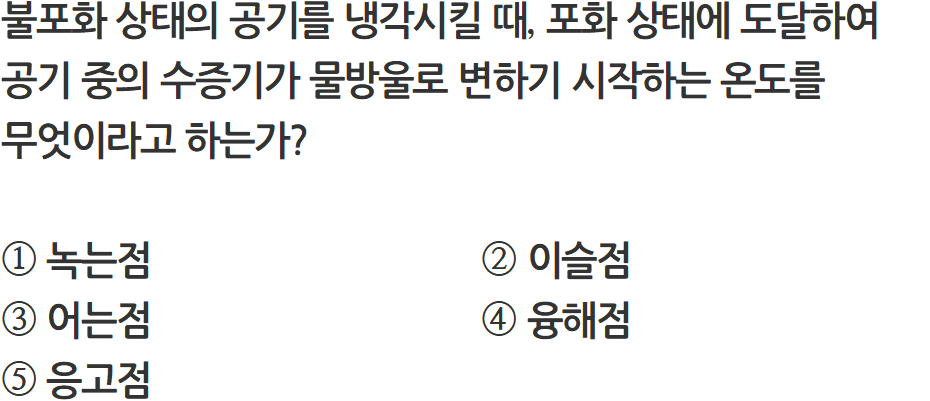 불포화 상태의 공기를 냉각시킬 때, 포화 상태에 도달하여
공기 중의 수증기가 물방울로 변하기 시작하는 온도를
무엇이라고 하는가?
① 녹는점 ② 이슬점
③ 어는점 ④ 융해점
⑤ 응고점